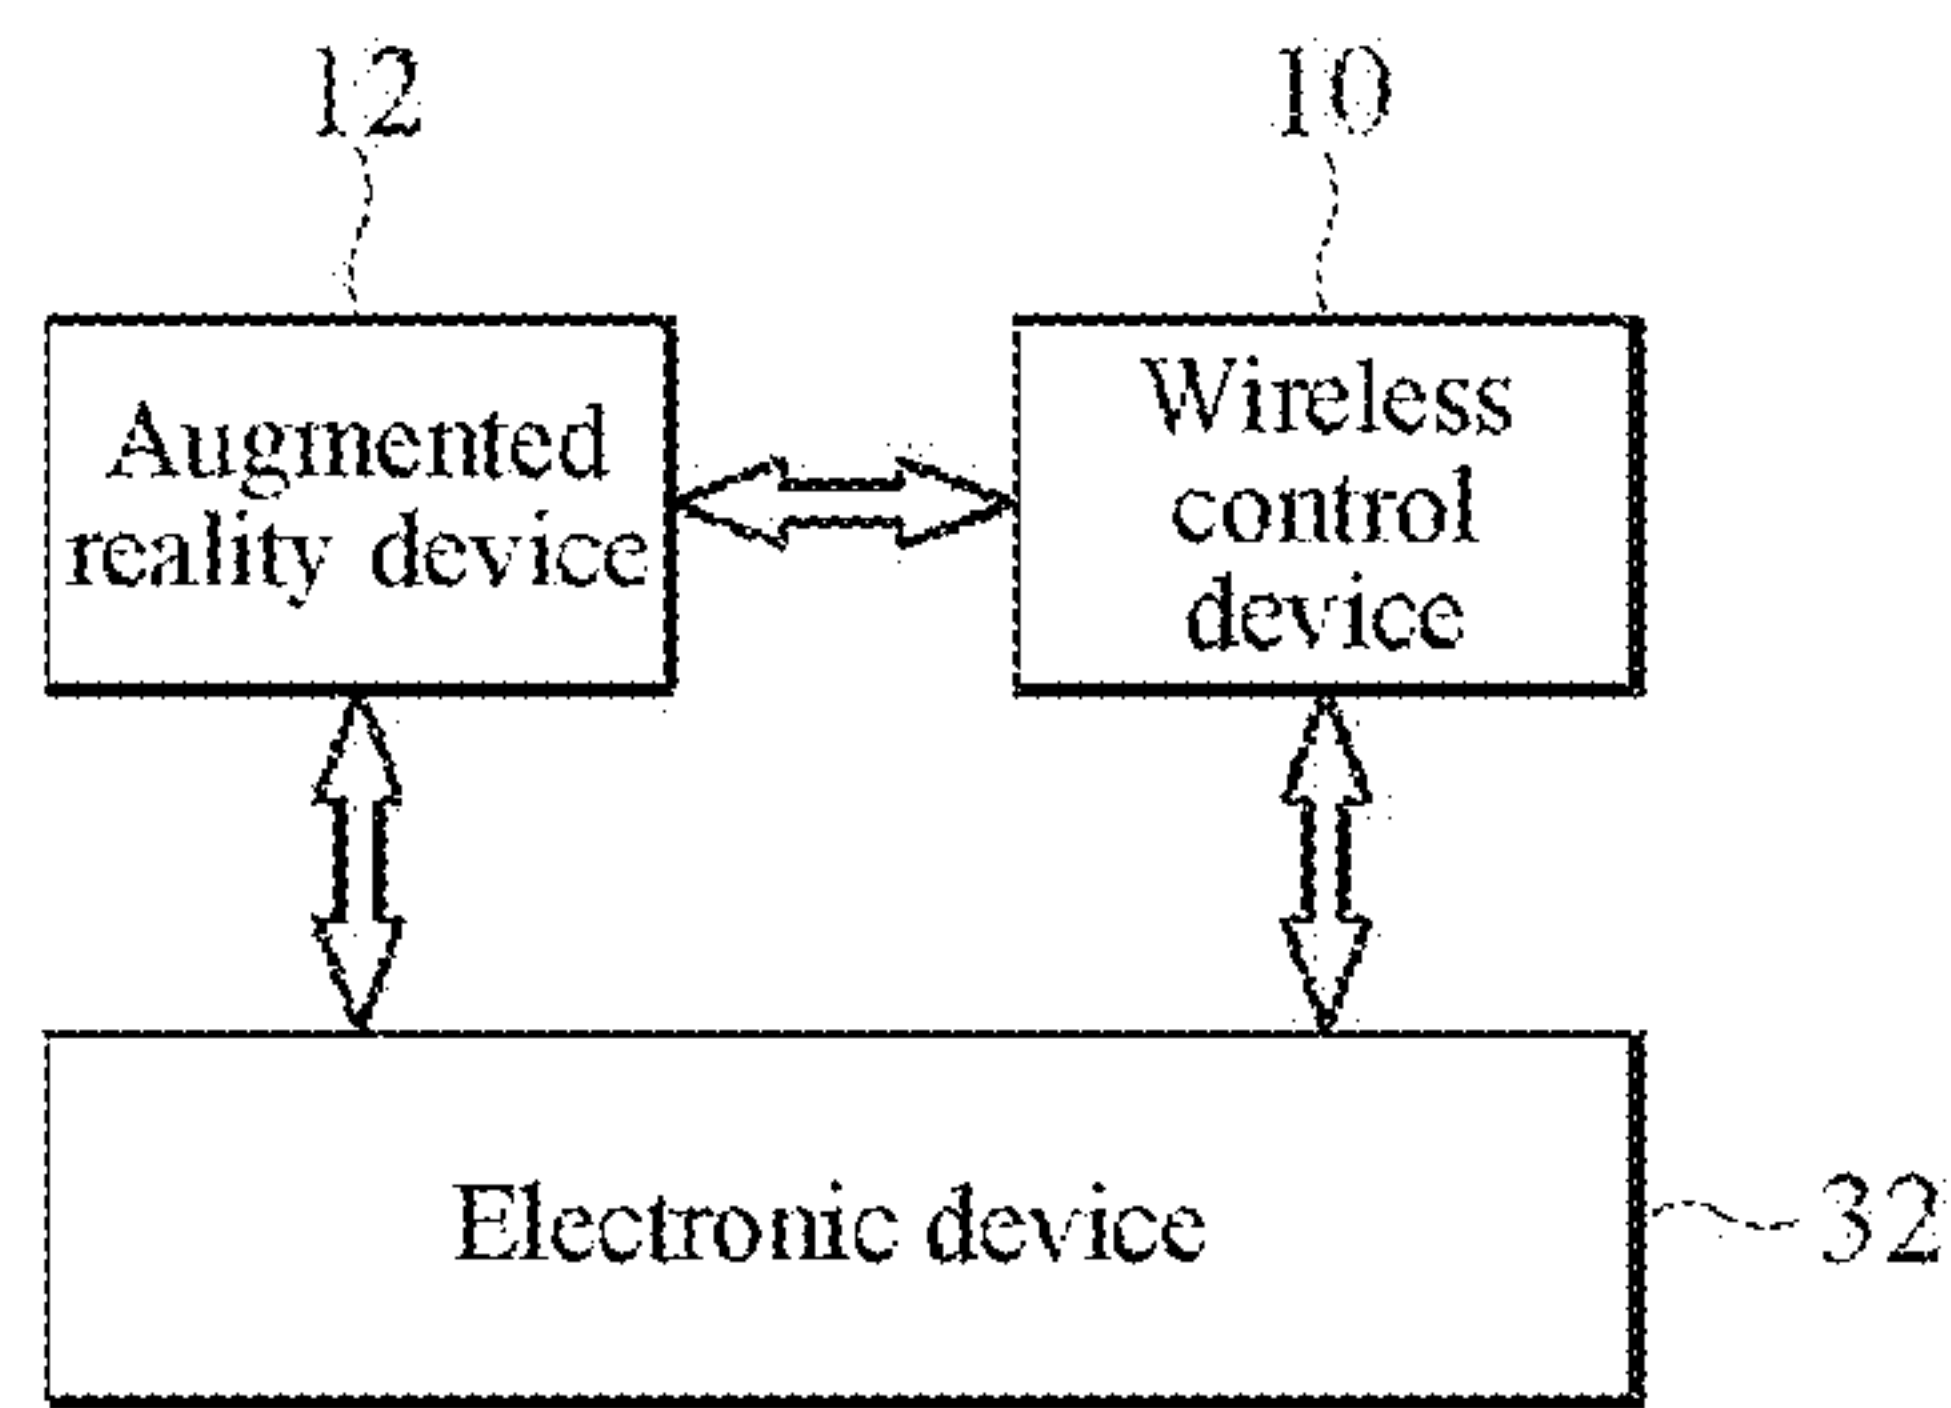 12
10
Augmented
reality device
Wireless
control
device
Electronic device
32